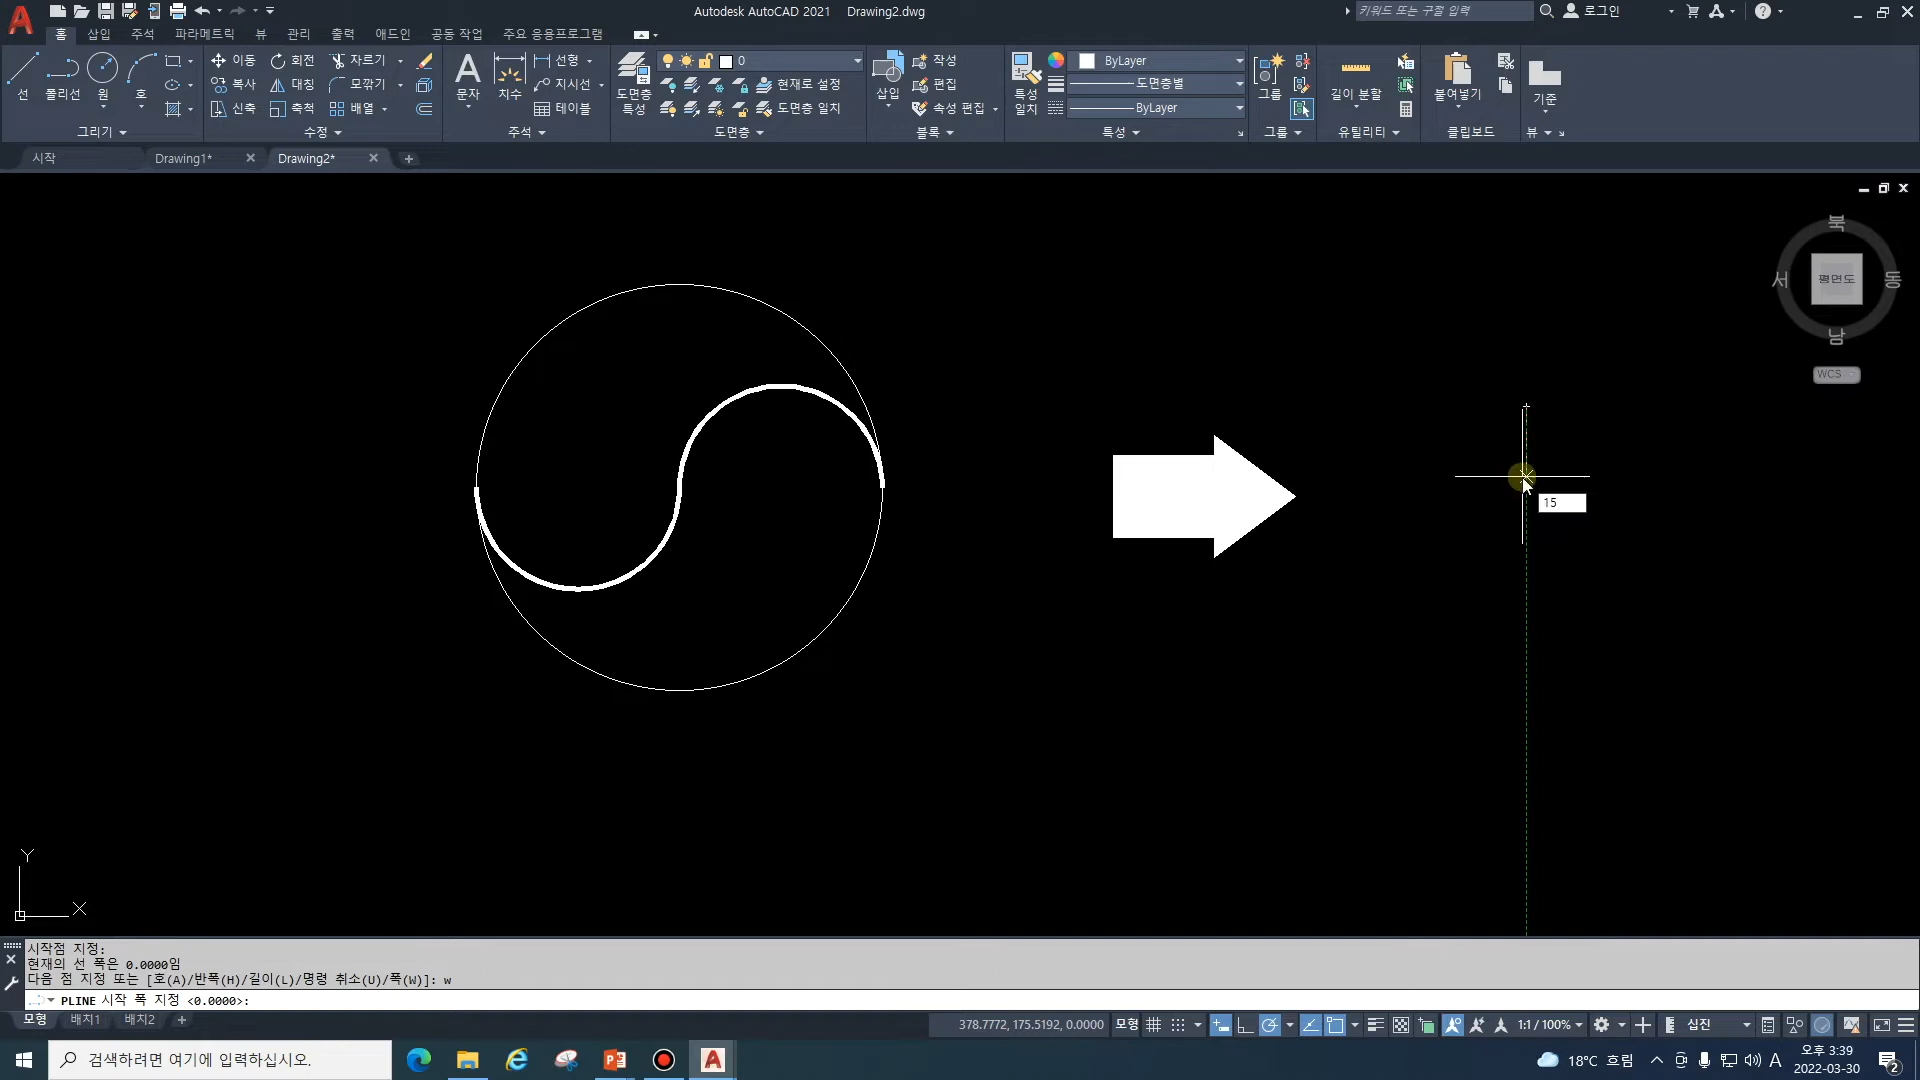 Autodesk AutoCAD 2021 Drawing2.dwg
키워드 또는 구절 입력
로그인
홈 삽입 주석 파라메트릭 뷰 관리 출력 애드인 공동 작업 주요 응용프로그램
선 폴리선 원 호
이동 회전 자르기
복사 대칭 모깎기
신축 축척 배열
문자 치수
선형
지시선
테이블
도면층 특성
0
현재로 설정
도면층 일치
삽입
작성
편집
속성 편집
특성 일치
ByLayer
도면층별
ByLayer
그룹
길이 분할
붙여넣기
기준
그리기 수정 주석 도면층 블록 특성 그룹 유틸리티 클립보드 뷰
시작 Drawing1* Drawing2*
북
서 평면도 동
남
WCS
15
Y
X
시작점 지정:
현재의 선 폭은 0.0000임
다음 점 지정 또는 [호(A)/반폭(H)/길이(L)/명령 취소(U)/폭(W)]: w
PLINE 시작 폭 지정 <0.0000>:
모형 배치1 배치2
378.7772, 175.5192, 0.0000 모형 1:1 / 100% 십진
검색하려면 여기에 입력하십시오.
18°C 흐림 A
오후 3:39
2022-03-30
2